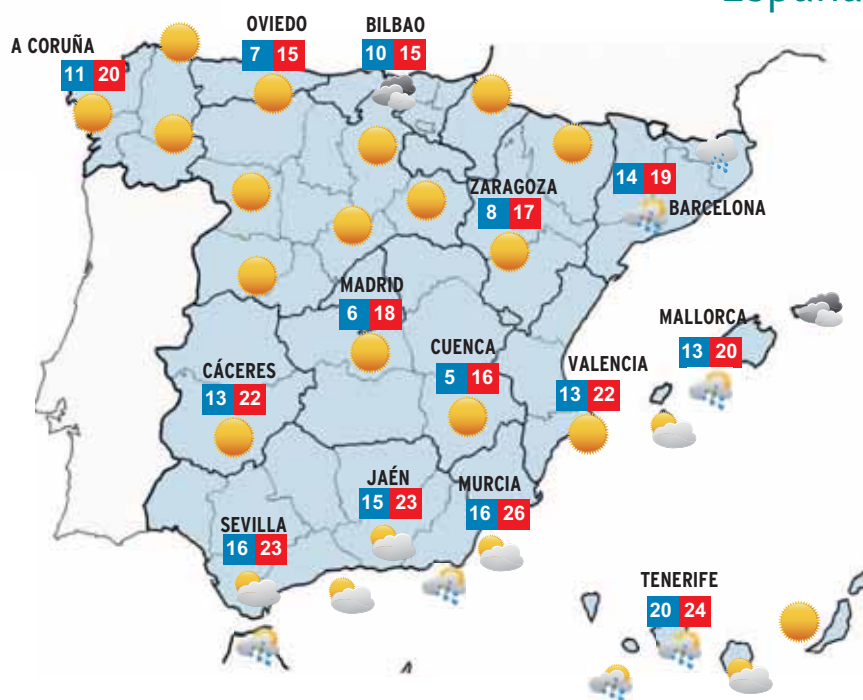 España
OVIEDO
7 15
BILBAO
10 15
A CORUÑA
11 20
ZARAGOZA
8 17
14 19
BARCELONA
MADRID
6 18
MALLORCA
13 20
CUENCA
5 16
VALENCIA
13 22
CÁCERES
13 22
JAÉN
15 23
MURCIA
16 26
SEVILLA
16 23
TENERIFE
20 24